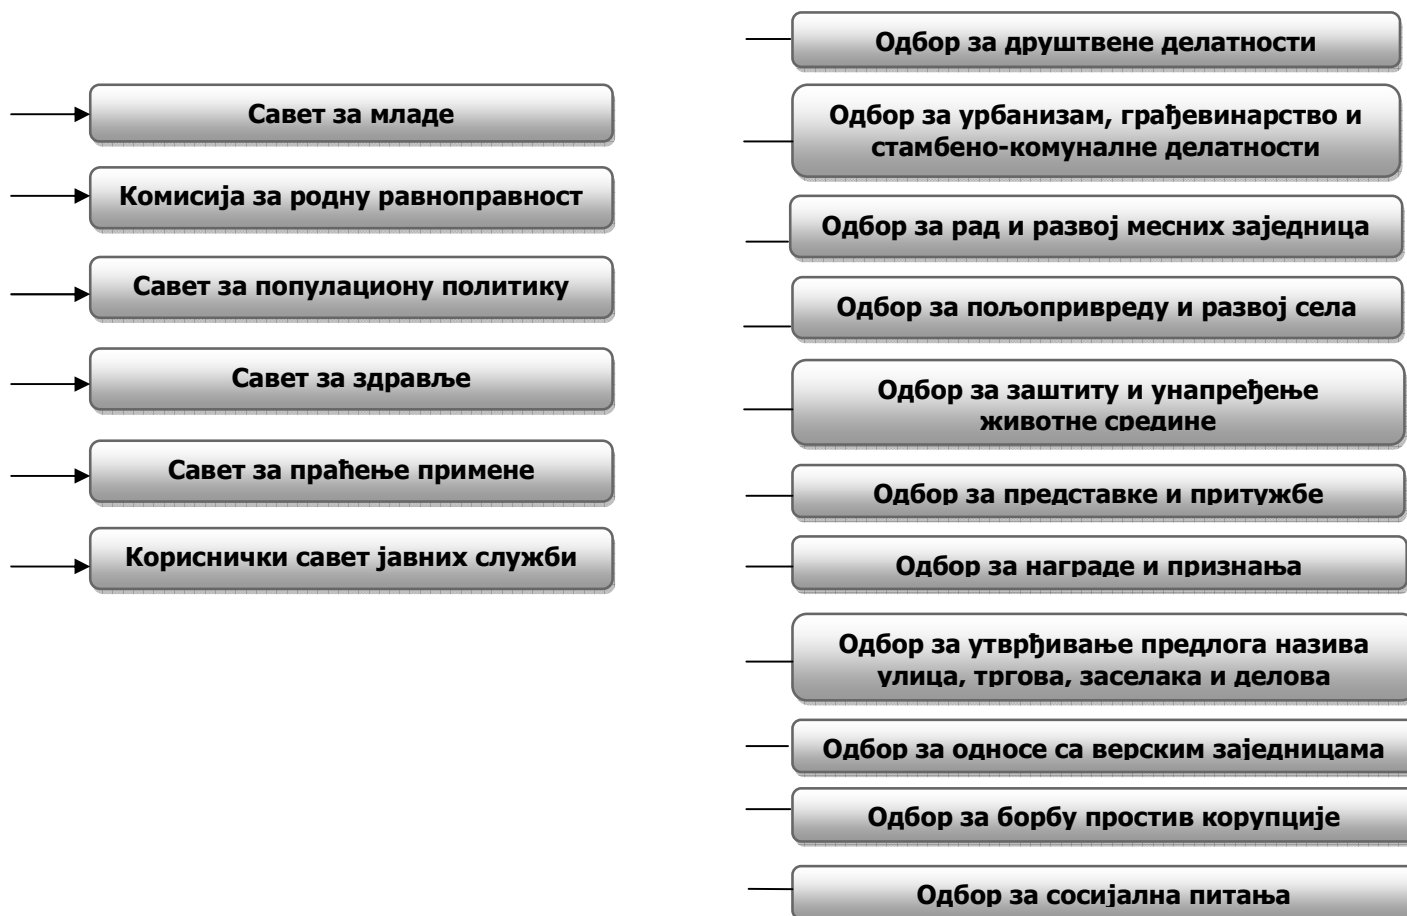 Савет за младе
Комисија за родну равноправност
Савет за популациону политику
Савет за здравље
Савет за праћење примене
Кориснички савет јавних служби
Одбор за друштвене делатности
Одбор за урбанизам, грађевинарство и
стамбено-комуналне делатности
Одбор за рад и развој месних заједница
Одбор за пољопривреду и развој села
Одбор за заштиту и унапређење
животне средине
Одбор за представке и притужбе
Одбор за награде и признања
Одбор за утврђивање предлога назива
улица, тргова, заселака и делова
Одбор за односе са верским заједницама
Одбор за борбу простив корупције
Одбор за сосијална питања